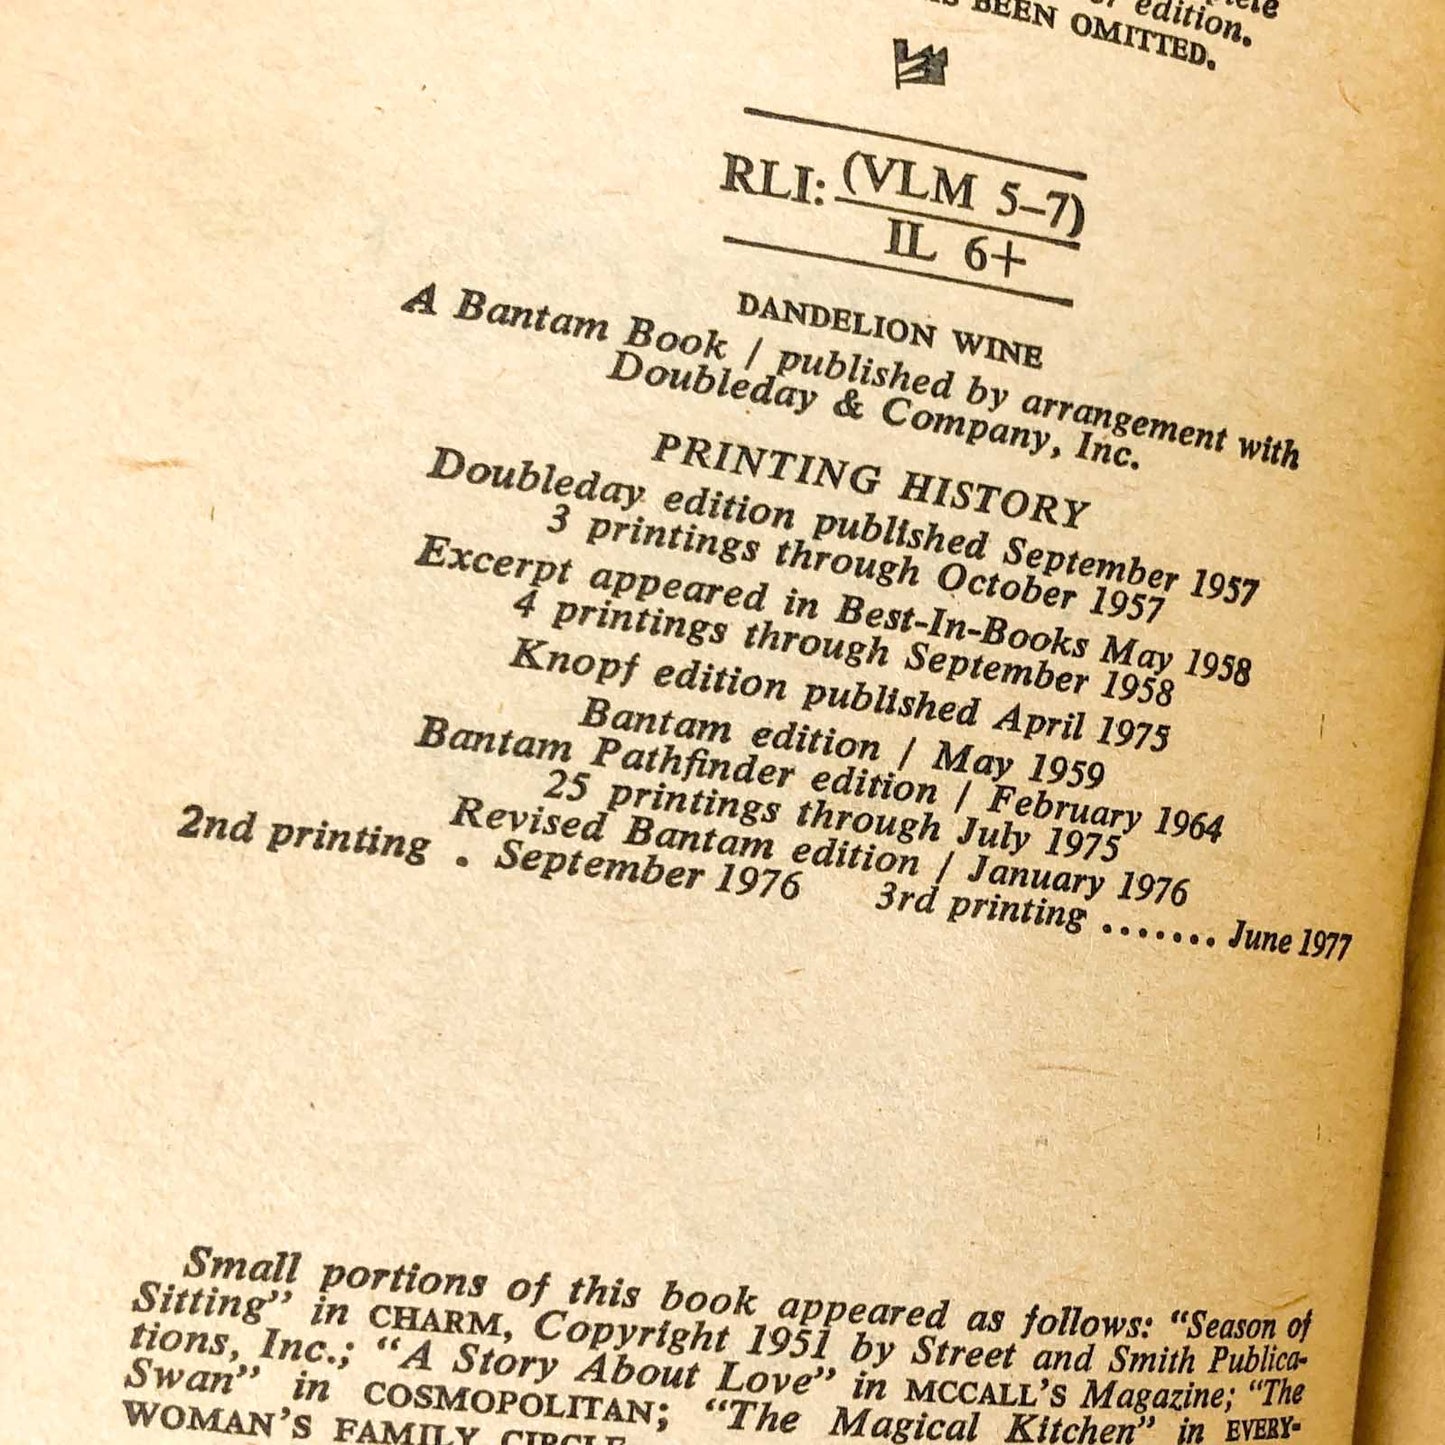 edition.
BEEN OMITTED.
RLI: (VLM 5–7)
IL 6+
DANDELION WINE
A Bantam Book / published by arrangement with
Doubleday & Company, Inc.
PRINTING HISTORY
Doubleday edition published September 1957
3 printings through October 1957
Excerpt appeared in Best-In-Books May 1958
4 printings through September 1958
Knopf edition published April 1975
Bantam edition / May 1959
Bantam Pathfinder edition / February 1964
25 printings through July 1975
Revised Bantam edition / January 1976
2nd printing . September 1976 3rd printing ....... June 1977
Small portions of this book appeared as follows: "Season of
Sitting" in CHARM, Copyright 1951 by Street and Smith Publica-
tions, Inc.; "A Story About Love" in MCCALL'S Magazine; "The
Swan" in COSMOPOLITAN; "The Magical Kitchen" in EVERY-
WOMAN'S FAMILY CIRCLE